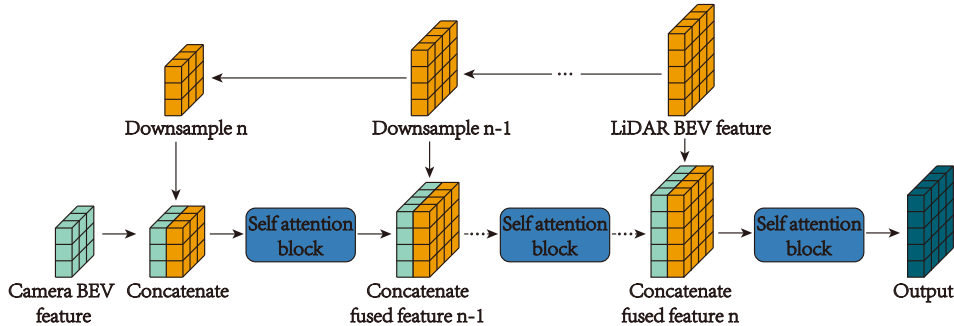 Downsample n
Downsample n-1
LiDAR BEV feature
Self attention
block
Self attention
block
Self attention
block
Camera BEV
feature
Concatenate
Concatenate
fused feature n-1
Concatenate
fused feature n
Output